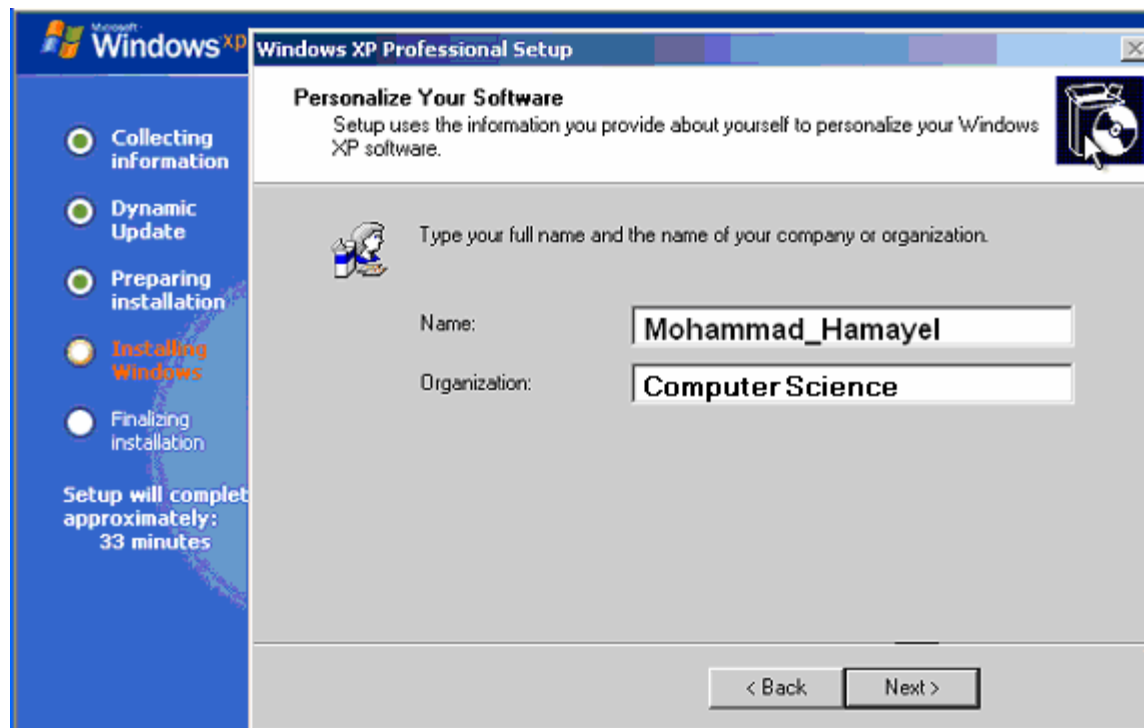 Microsoft
Windows xp
Windows XP Professional Setup
Personalize Your Software
Setup uses the information you provide about yourself to personalize your Windows
XP software.
Collecting
information
Dynamic
Update
Preparing
installation
Installing
Windows
Finalizing
installation
Setup will complet
approximately:
33 minutes
Type your full name and the name of your company or organization.
Name:
Mohammad_Hamayel
Organization:
Computer Science
< Back
Next >